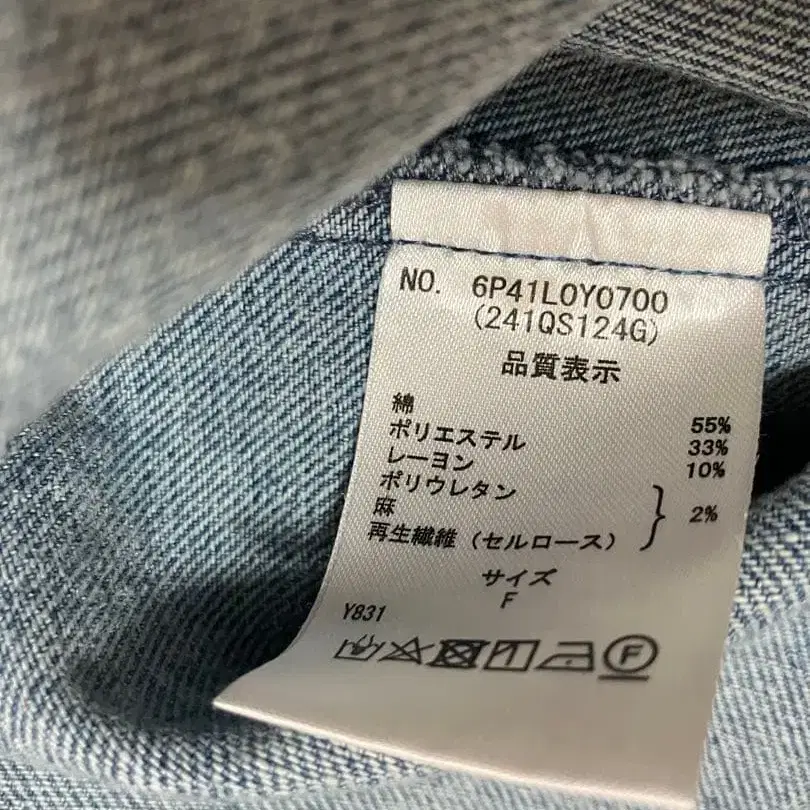 NO. 6P41L0Y0700
(241QS124G)
品質表示
綿 55%
ポリエステル 33%
レーヨン 10%
ポリウレタン
麻
再生繊維(セルロース) } 2%
サイズ
F
Y831
F